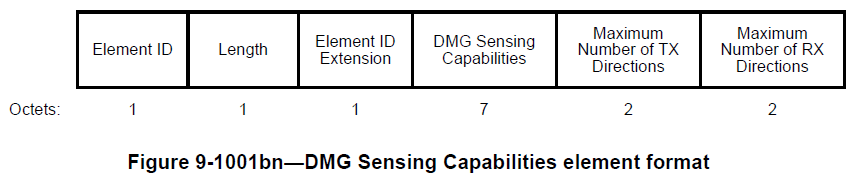 Element ID
Length
Element ID
Extension
DMG Sensing
Capabilities
Maximum
Number of TX
Directions
Maximum
Number of RX
Directions
Octets: 1 1 1 7 2 2
Figure 9-1001bn—DMG Sensing Capabilities element format